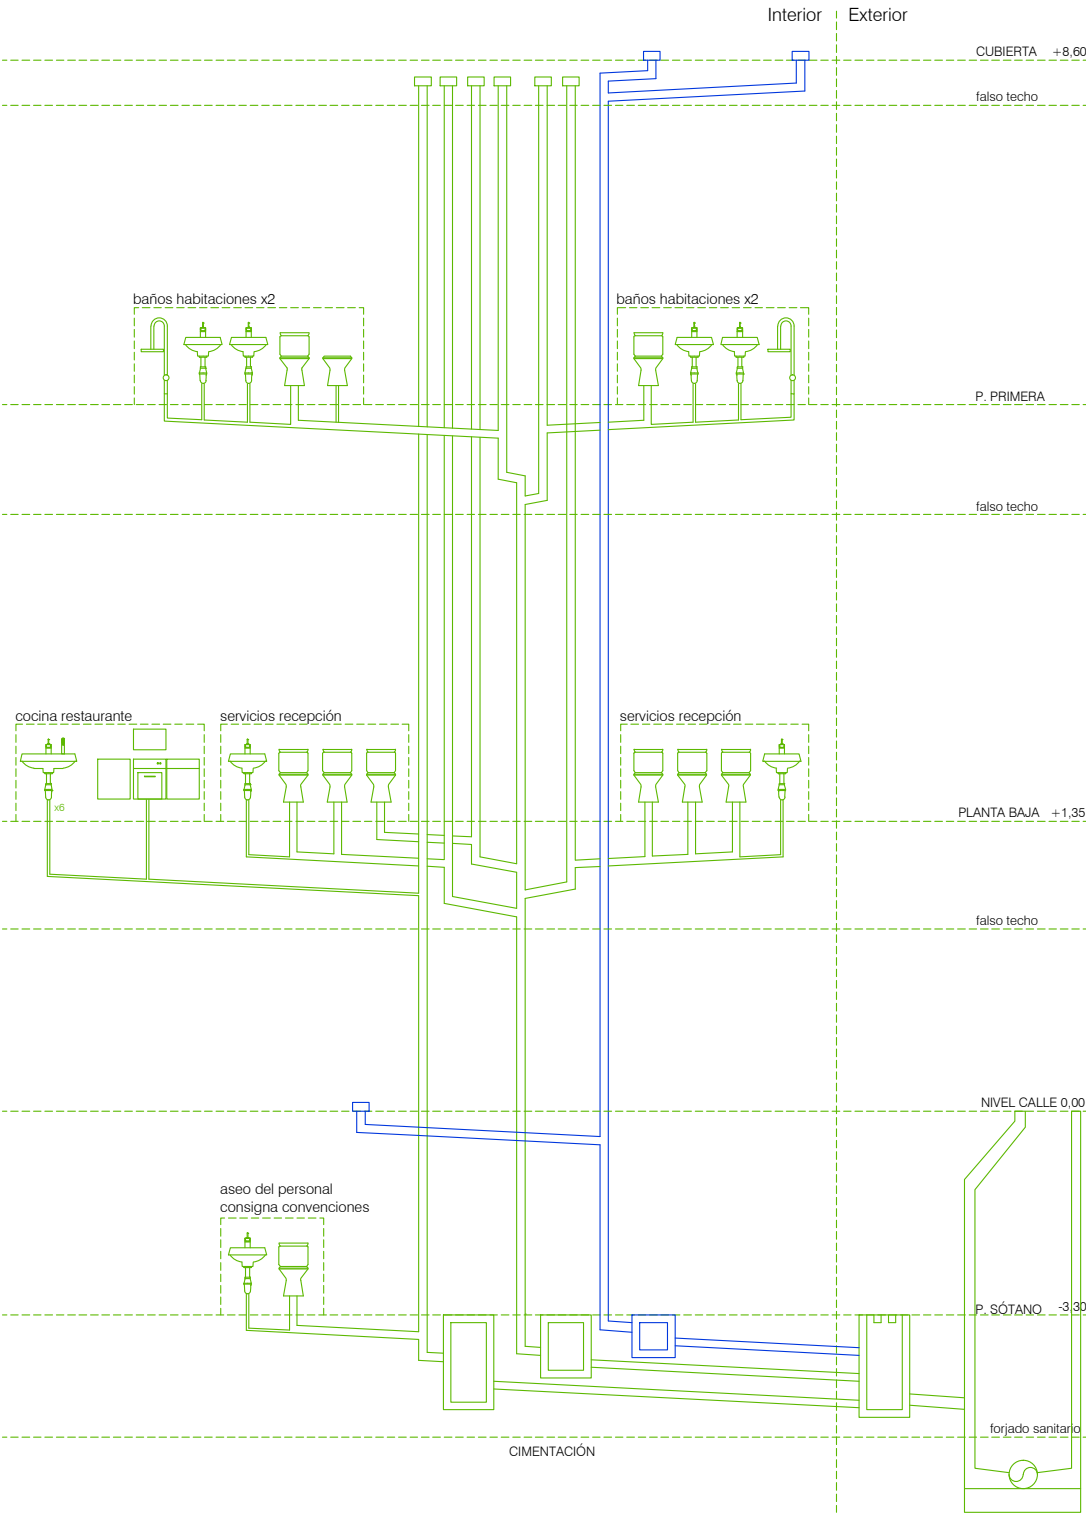 Interior
Exterior
CUBIERTA +8,60
falso techo
baños habitaciones x2
baños habitaciones x2
P. PRIMERA
falso techo
cocina restaurante
servicios recepción
servicios recepción
x6
PLANTA BAJA +1,35
falso techo
NIVEL CALLE 0,00
aseo del personal
consigna convenciones
P. SÓTANO -3,30
forjado sanitario
CIMENTACIÓN